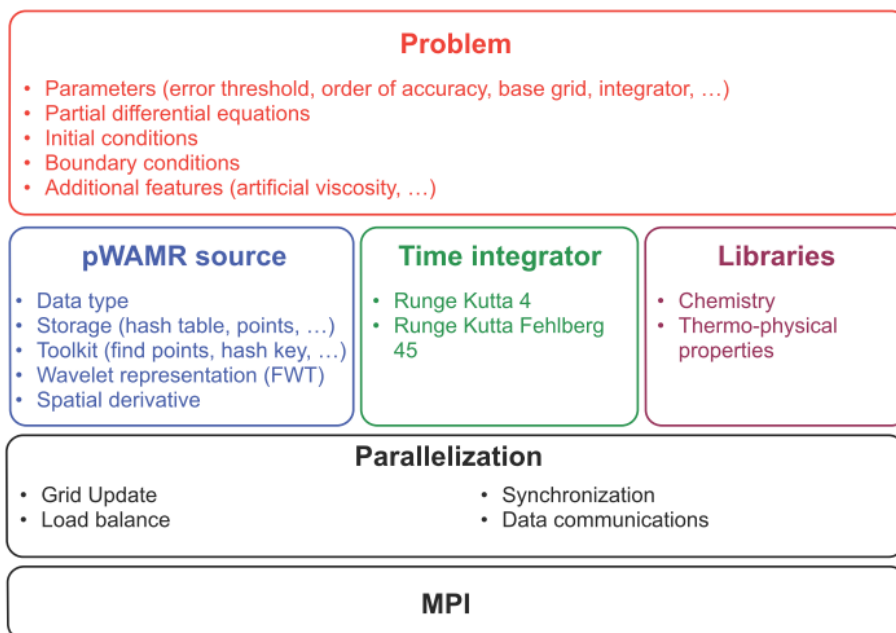 Problem
• Parameters (error threshold, order of accuracy, base grid, integrator, …)
• Partial differential equations
• Initial conditions
• Boundary conditions
• Additional features (artificial viscosity, …)
pWAMR source
• Data type
• Storage (hash table, points, …)
• Toolkit (find points, hash key, …)
• Wavelet representation (FWT)
• Spatial derivative
Time integrator
• Runge Kutta 4
• Runge Kutta Fehlberg
45
Libraries
• Chemistry
• Thermo-physical
properties
Parallelization
• Grid Update
• Load balance
• Synchronization
• Data communications
MPI